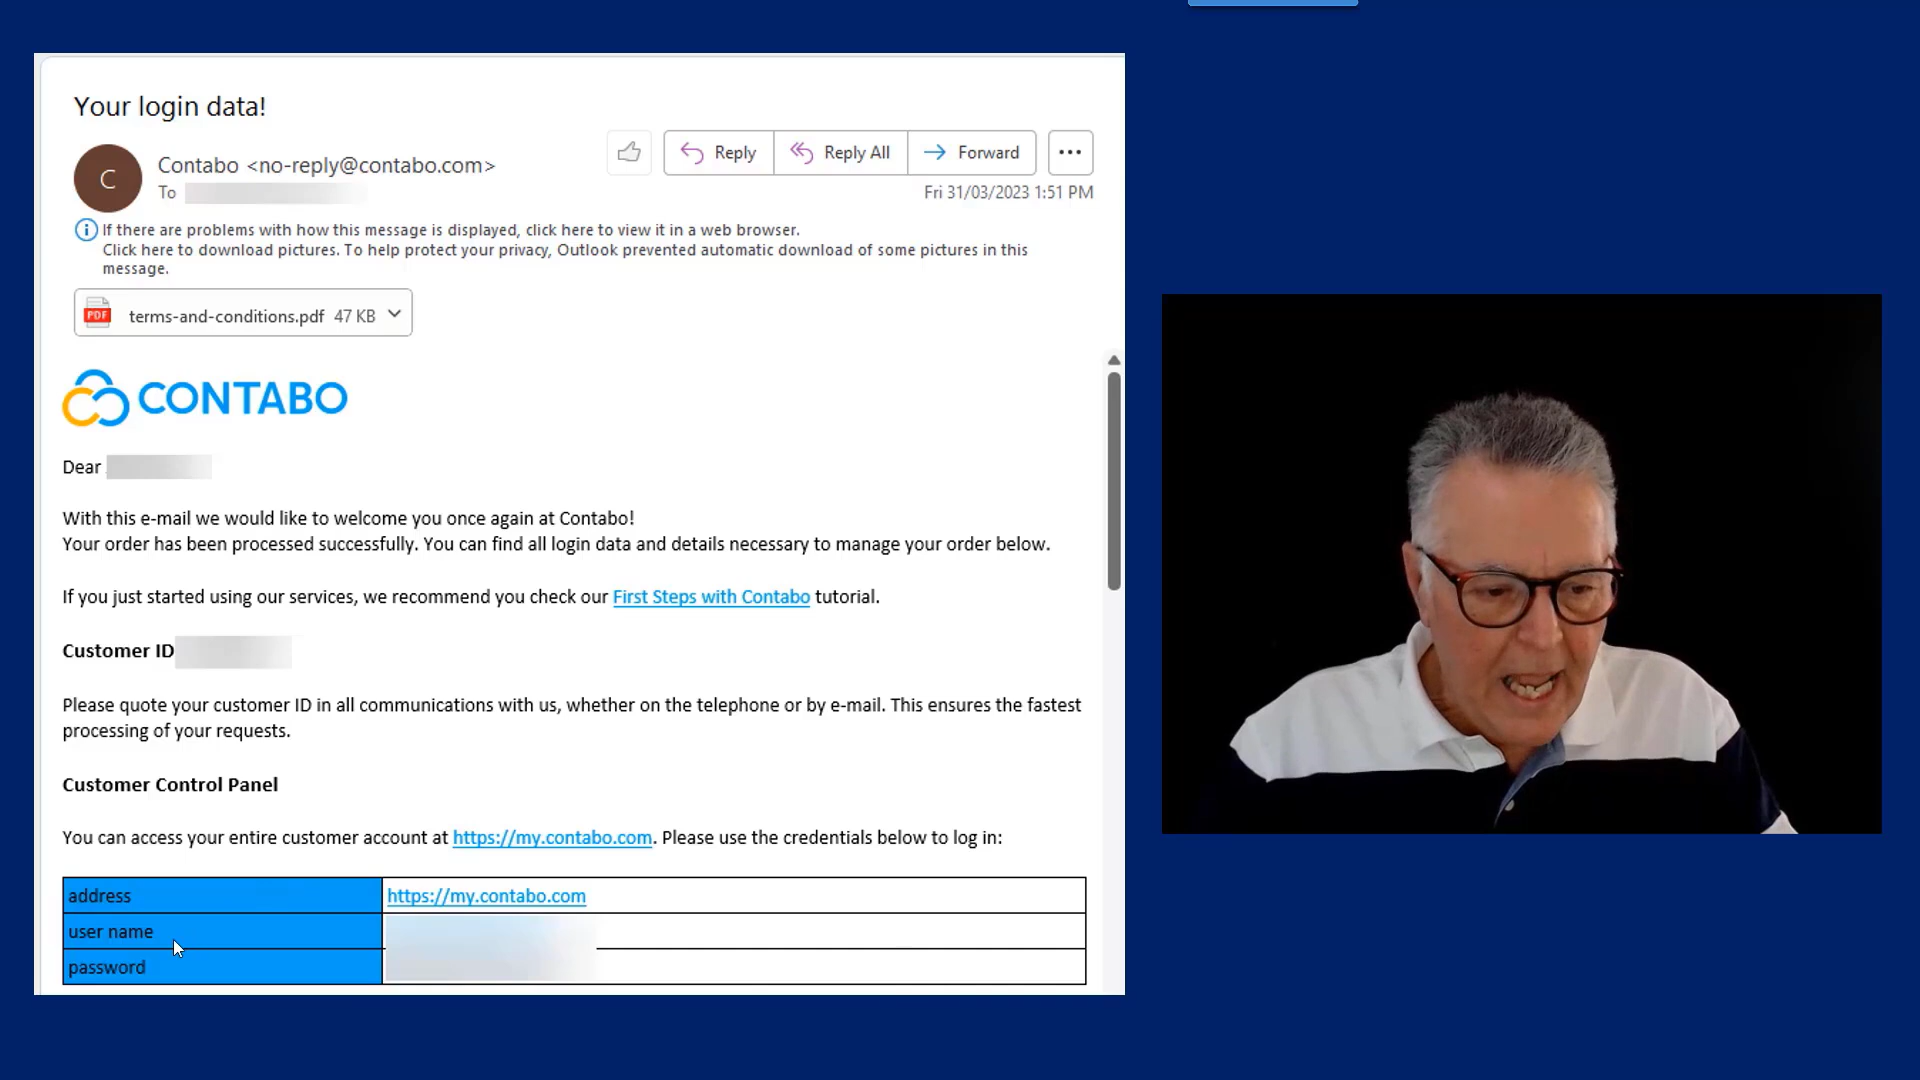 Your login data!
C
Contabo <no-reply@contabo.com>
Reply
Reply All
Forward
To
Fri 31/03/2023 1:51 PM
If there are problems with how this message is displayed, click here to view it in a web browser.
Click here to download pictures. To help protect your privacy, Outlook prevented automatic download of some pictures in this
message.
PDF
terms-and-conditions.pdf 47 KB
CONTABO
Dear
With this e-mail we would like to welcome you once again at Contabo!
Your order has been processed successfully. You can find all login data and details necessary to manage your order below.
If you just started using our services, we recommend you check our First Steps with Contabo tutorial.
Customer ID
Please quote your customer ID in all communications with us, whether on the telephone or by e-mail. This ensures the fastest
processing of your requests.
Customer Control Panel
You can access your entire customer account at https://my.contabo.com. Please use the credentials below to log in:
address https://my.contabo.com
user name
password